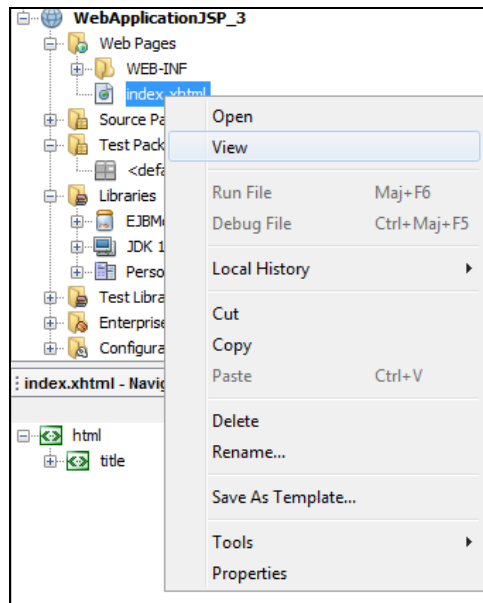 WebApplicationJSP_3
Web Pages
WEB-INF
index.xhtml
Source Pa
Test Pack
<defa
Libraries
EJBMo
JDK 1
Perso
Test Libra
Enterprise
Configura
index.xhtml - Navig
html
title
Open
View
Run File Maj+F6
Debug File Ctrl+Maj+F5
Local History
Cut
Copy
Paste Ctrl+V
Delete
Rename...
Save As Template...
Tools
Properties